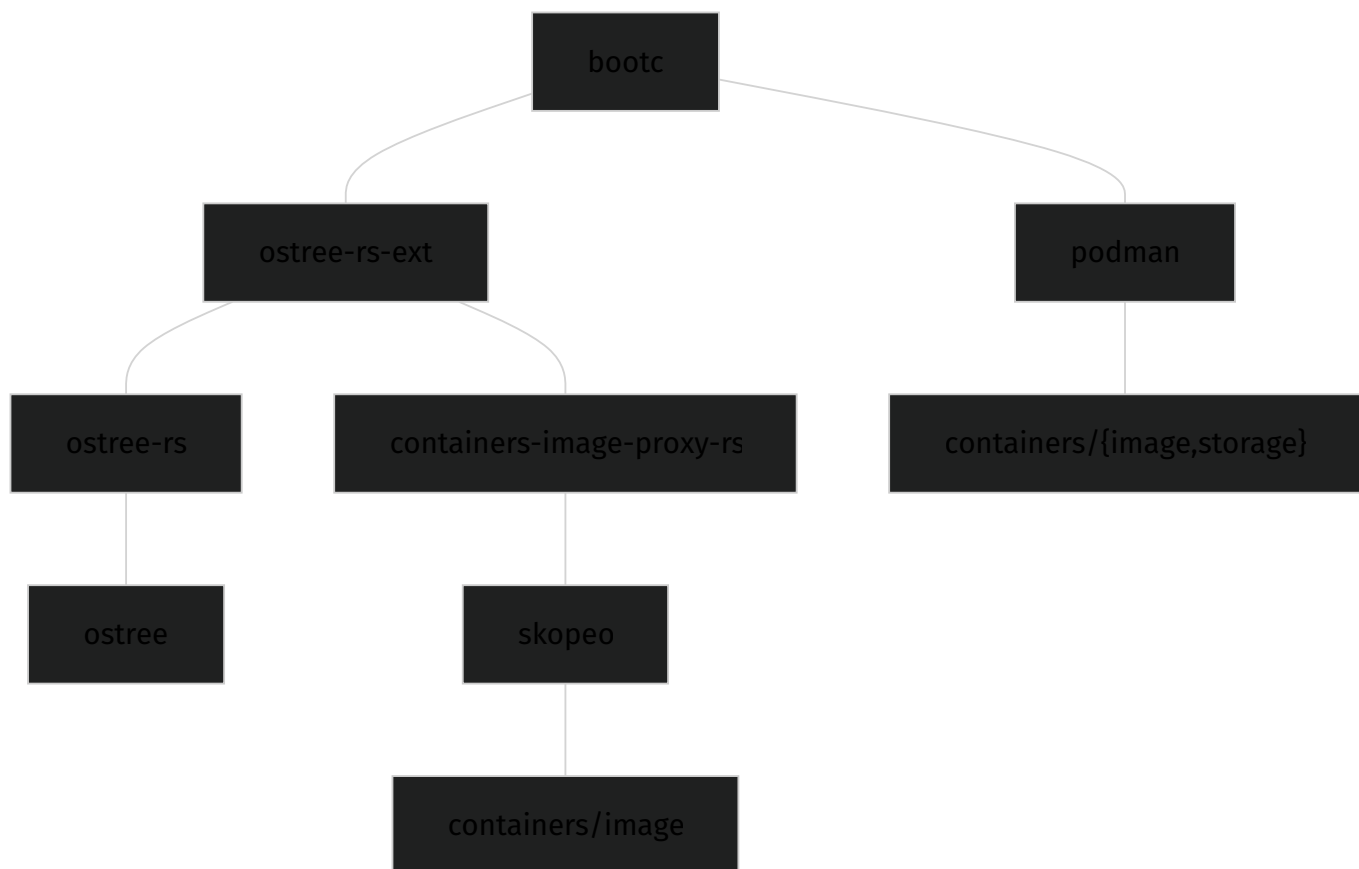 bootc
ostree-rs-ext
podman
ostree-rs
containers-image-proxy-rs
containers/{image,storage}
ostree
skopeo
containers/image